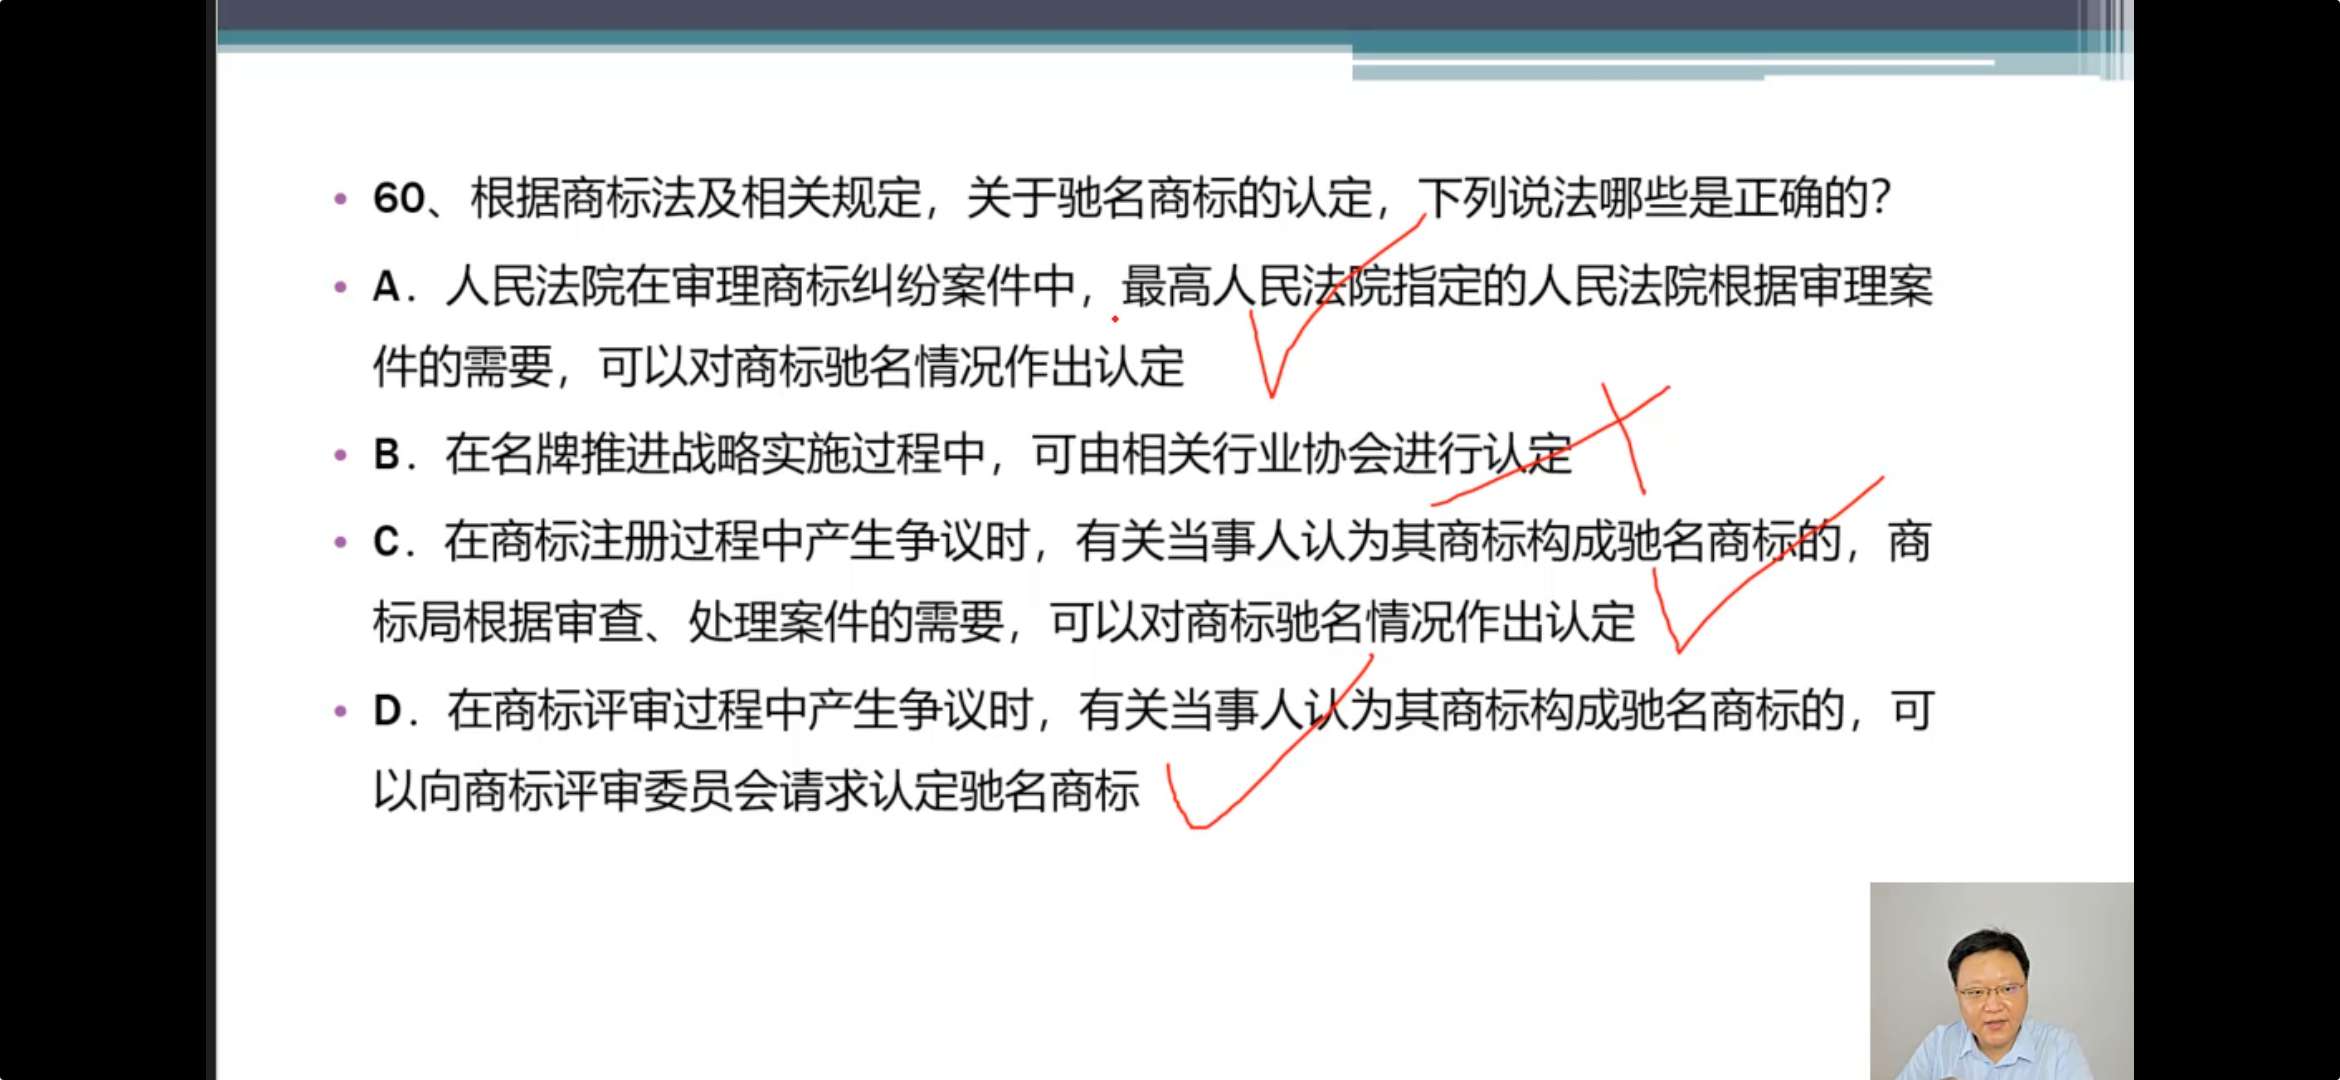 • 60、根据商标法及相关规定，关于驰名商标的认定，下列说法哪些是正确的？
• A．人民法院在审理商标纠纷案件中，最高人民法院指定的人民法院根据审理案
件的需要，可以对商标驰名情况作出认定
• B．在名牌推进战略实施过程中，可由相关行业协会进行认定
• C．在商标注册过程中产生争议时，有关当事人认为其商标构成驰名商标的，商
标局根据审查、处理案件的需要，可以对商标驰名情况作出认定
• D．在商标评审过程中产生争议时，有关当事人认为其商标构成驰名商标的，可
以向商标评审委员会请求认定驰名商标